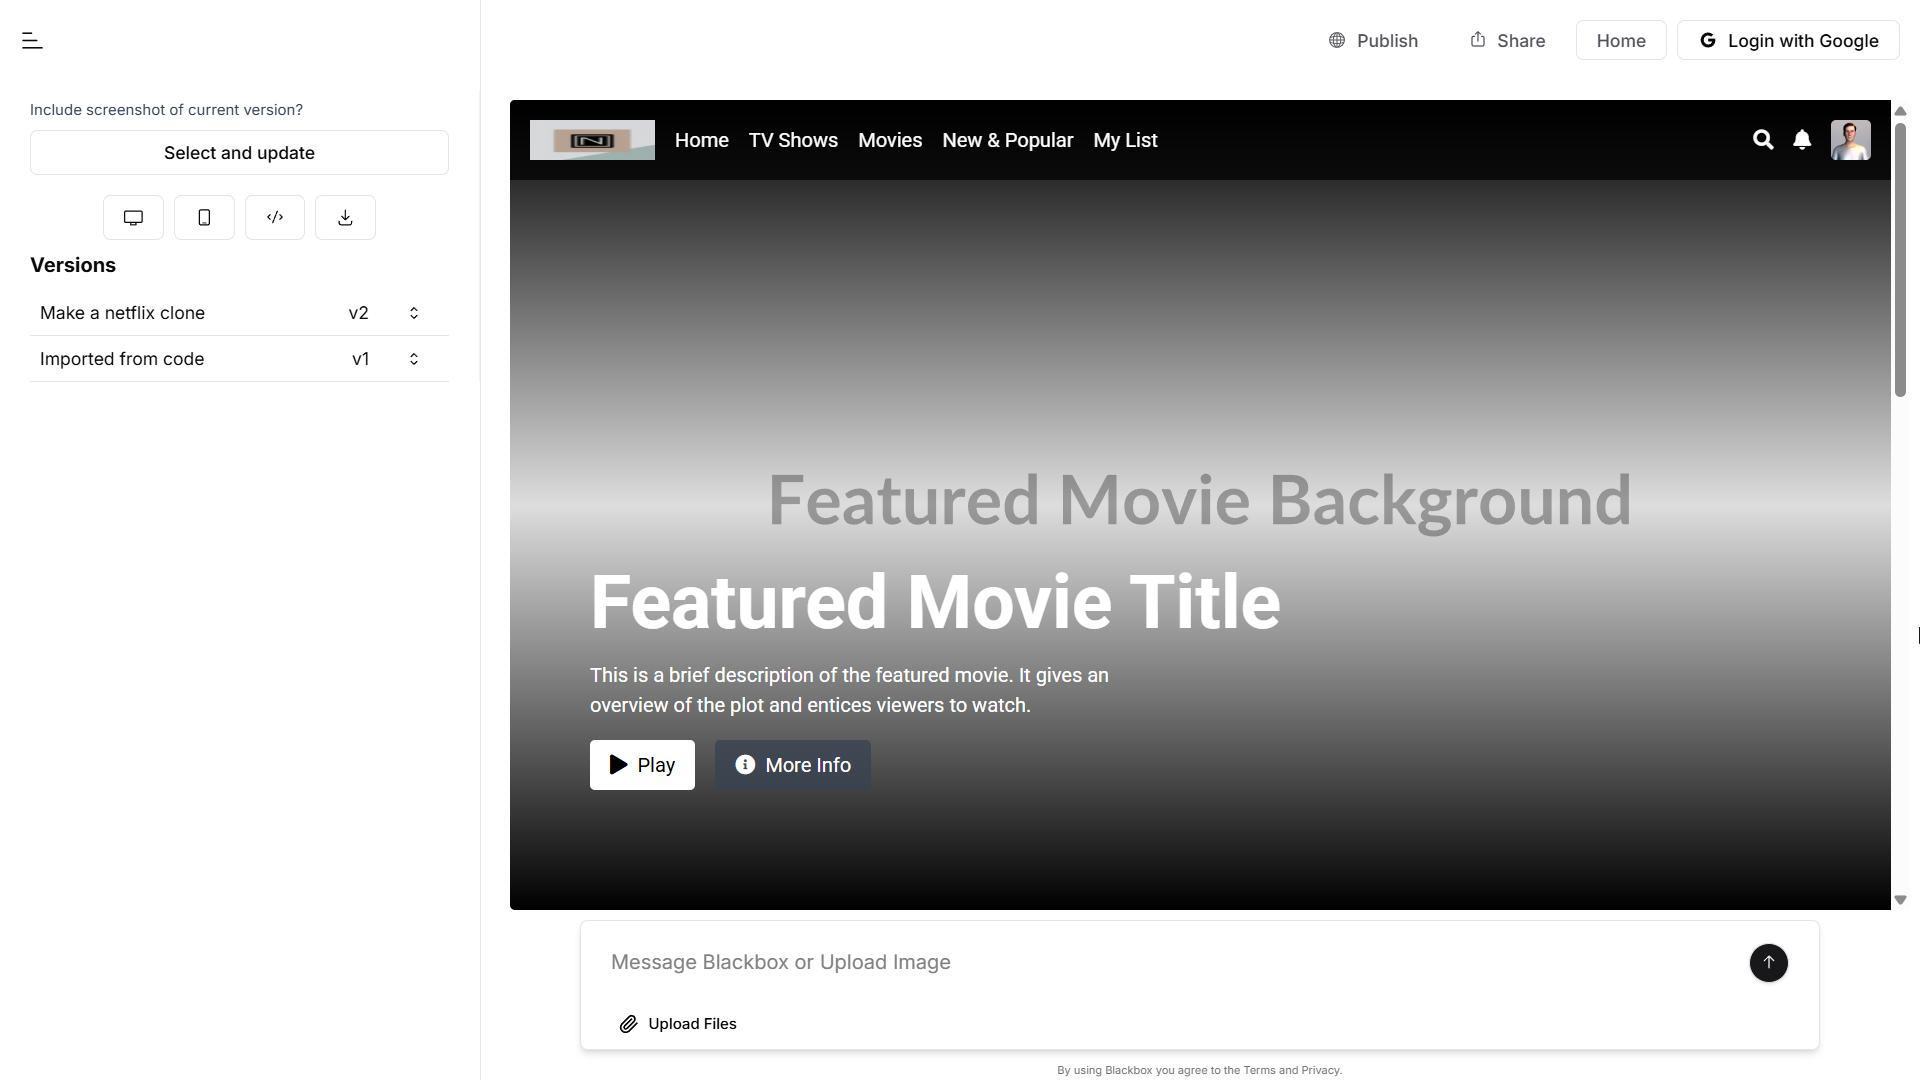 Publish
Share
Home
Login with Google
Include screenshot of current version?
Select and update
Versions
Make a netflix clone v2
Imported from code v1
N
Home TV Shows Movies New & Popular My List
Featured Movie Background
Featured Movie Title
This is a brief description of the featured movie. It gives an
overview of the plot and entices viewers to watch.
Play
More Info
Message Blackbox or Upload Image
Upload Files
By using Blackbox you agree to the Terms and Privacy.